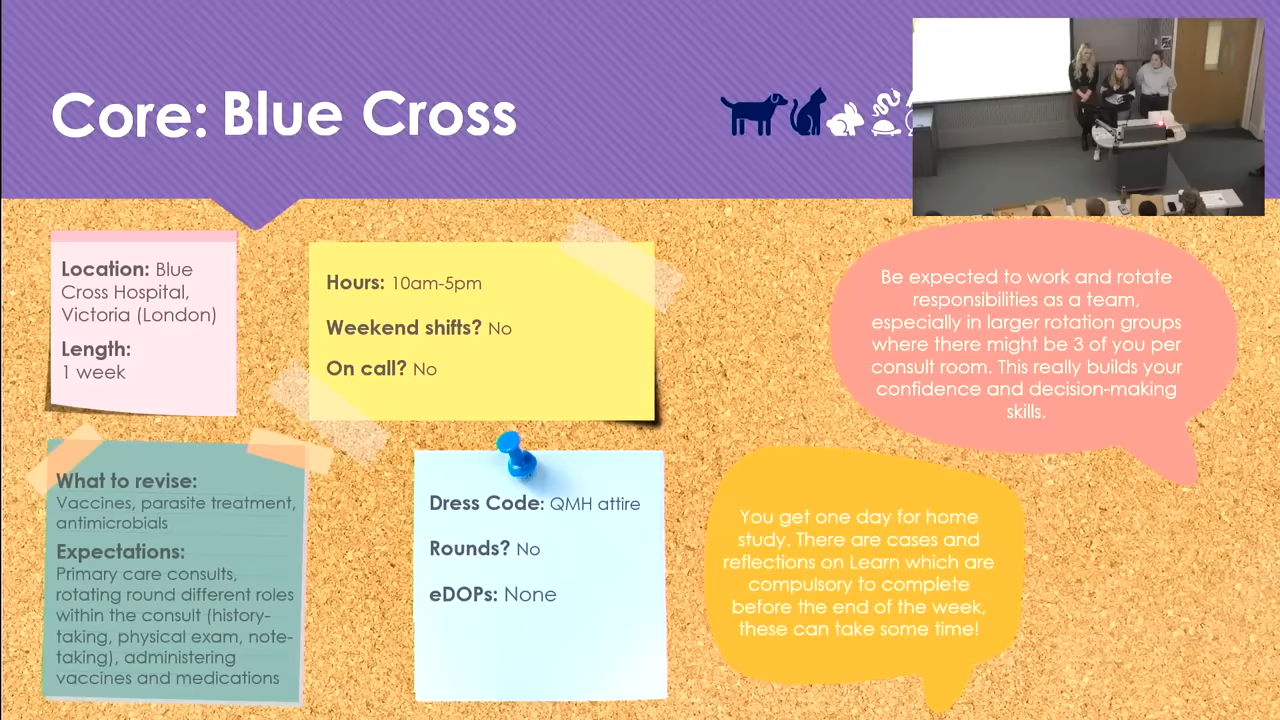 Core: Blue Cross
Location: Blue
Cross Hospital,
Victoria (London)
Length:
1 week
Hours: 10am-5pm
Weekend shifts? No
On call? No
Be expected to work and rotate
responsibilities as a team,
especially in larger rotation groups
where there might be 3 of you per
consult room. This really builds your
confidence and decision-making
skills.
What to revise:
Vaccines, parasite treatment,
antimicrobials
Expectations:
Primary care consults,
rotating round different roles
within the consult (history-
taking, physical exam, note-
taking), administering
vaccines and medications
Dress Code: QMH attire
Rounds? No
eDOPs: None
You get one day for home
study. There are cases and
reflections on Learn which are
compulsory to complete
before the end of the week,
these can take some time!